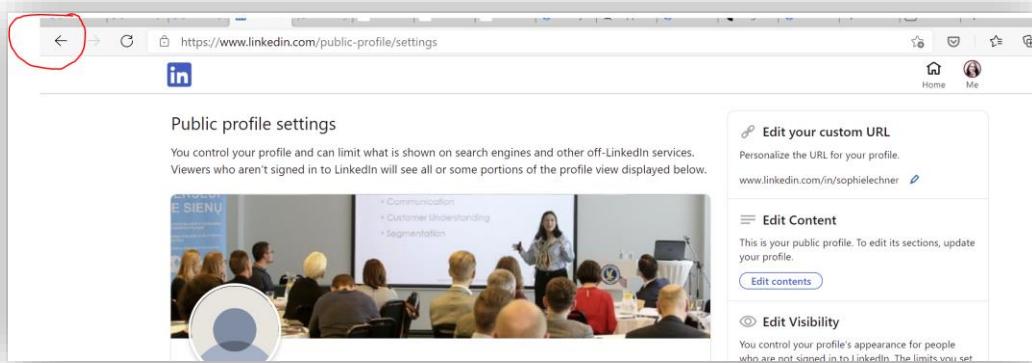 https://www.linkedin.com/public-profile/settings
in
Home Me
Public profile settings
You control your profile and can limit what is shown on search engines and other off-LinkedIn services.
Viewers who aren't signed in to LinkedIn will see all or some portions of the profile view displayed below.
E SIENŲ
• Communication
• Customer Understanding
• Segmentation
Edit your custom URL
Personalize the URL for your profile.
www.linkedin.com/in/sophielechner
Edit Content
This is your public profile. To edit its sections, update
your profile.
Edit contents
Edit Visibility
You control your profile's appearance for people
who are not signed in to LinkedIn. The limits you set